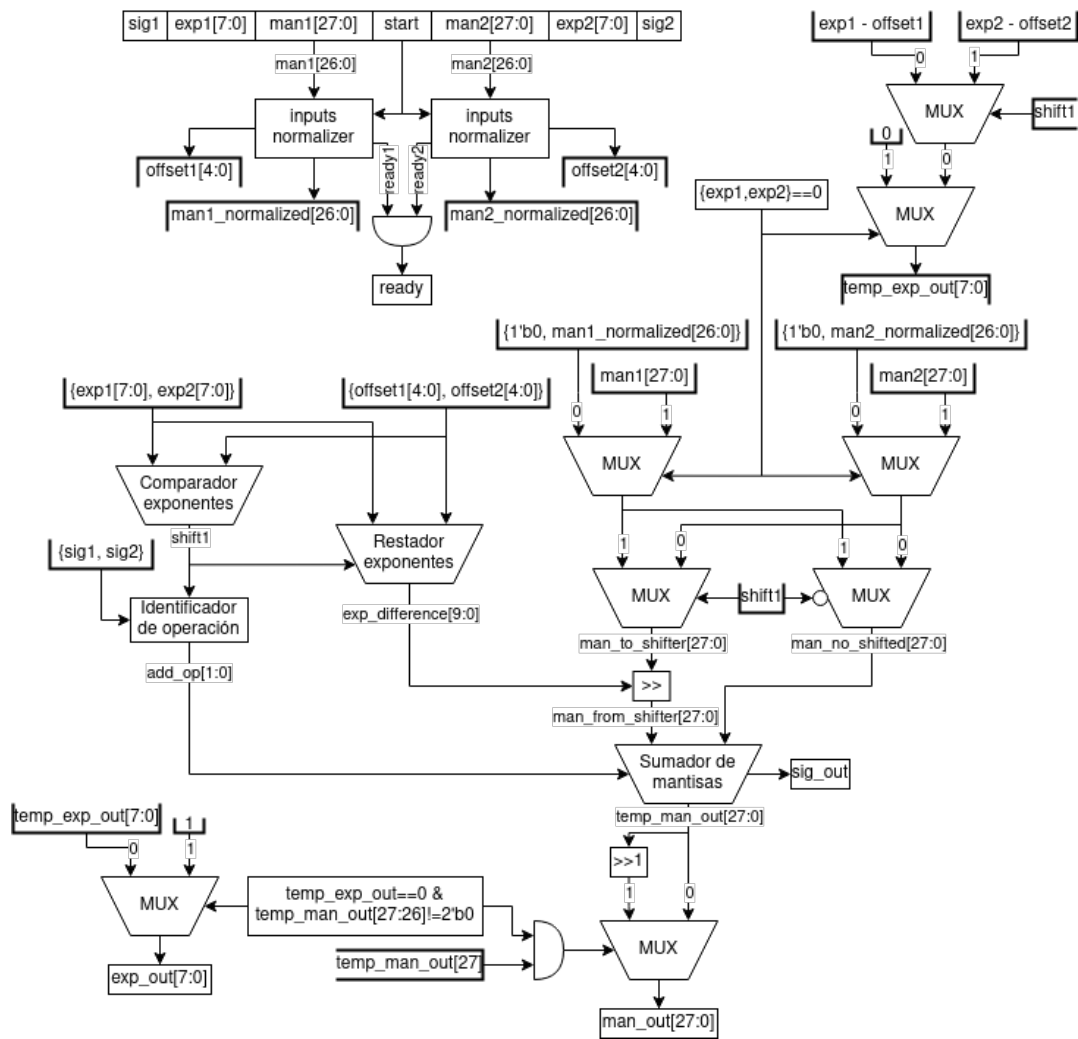 sig1 exp1[7:0] man1[27:0] start man2[27:0] exp2[7:0] sig2
exp1 - offset1 exp2 - offset2
man1[26:0] man2[26:0]
0 1
inputs
normalizer
inputs
normalizer
MUX
shift1
0
1 0
offset1[4:0]
ready1
ready2
offset2[4:0]
man1_normalized[26:0]
man2_normalized[26:0]
{exp1,exp2}==0
MUX
ready
temp_exp_out[7:0]
{1'b0, man1_normalized[26:0]}
{1'b0, man2_normalized[26:0]}
man1[27:0]
man2[27:0]
{exp1[7:0], exp2[7:0]}
{offset1[4:0], offset2[4:0]}
0 1
0 1
MUX
MUX
Comparador
exponentes
shift1
Restador
exponentes
1 0
1 0
{sig1, sig2}
MUX
shift1
MUX
Identificador
de operación
exp_difference[9:0]
man_to_shifter[27:0]
man_no_shifted[27:0]
add_op[1:0]
>>
man_from_shifter[27:0]
Sumador de
mantisas
sig_out
temp_man_out[27:0]
temp_exp_out[7:0]
1
0 1
>>1
1 0
MUX
temp_exp_out==0 &
temp_man_out[27:26]!=2'b0
MUX
temp_man_out[27]
exp_out[7:0]
man_out[27:0]